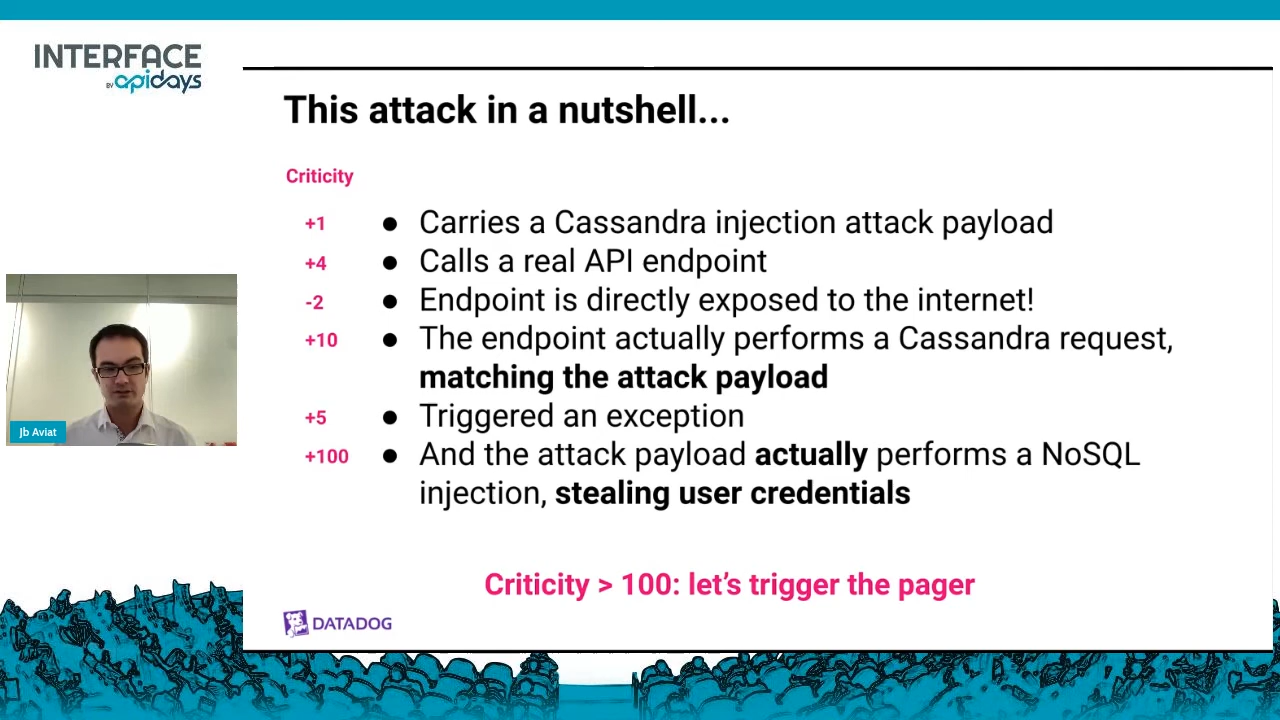 INTERFACE
BY apidays
This attack in a nutshell...
Criticity
+1 ● Carries a Cassandra injection attack payload
+4 ● Calls a real API endpoint
-2 ● Endpoint is directly exposed to the internet!
+10 ● The endpoint actually performs a Cassandra request,
matching the attack payload
+5 ● Triggered an exception
+100 ● And the attack payload actually performs a NoSQL
injection, stealing user credentials
Jb Aviat
Criticity > 100: let’s trigger the pager
DATADOG